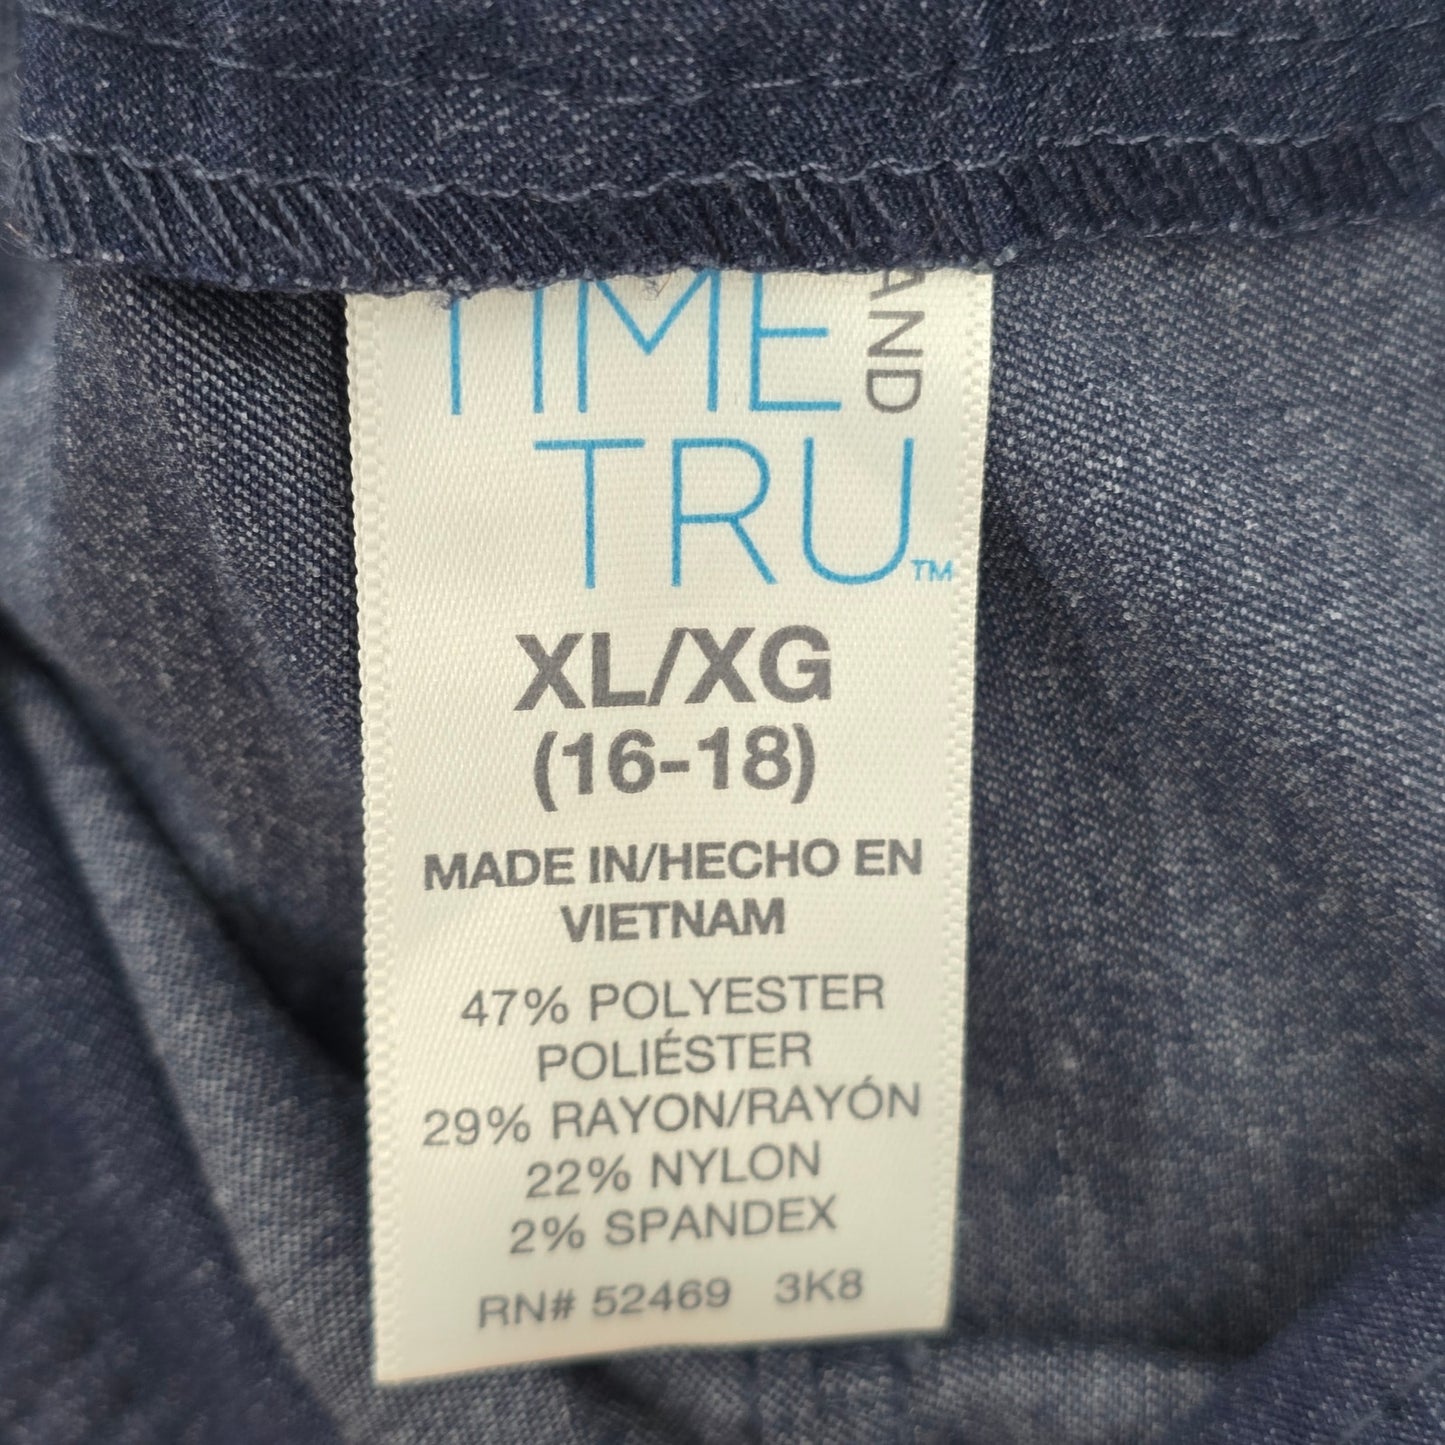 TIME AND
TRU™
XL/XG
(16-18)
MADE IN/HECHO EN
VIETNAM
47% POLYESTER
POLIÉSTER
29% RAYON/RAYÓN
22% NYLON
2% SPANDEX
RN# 52469 3K8